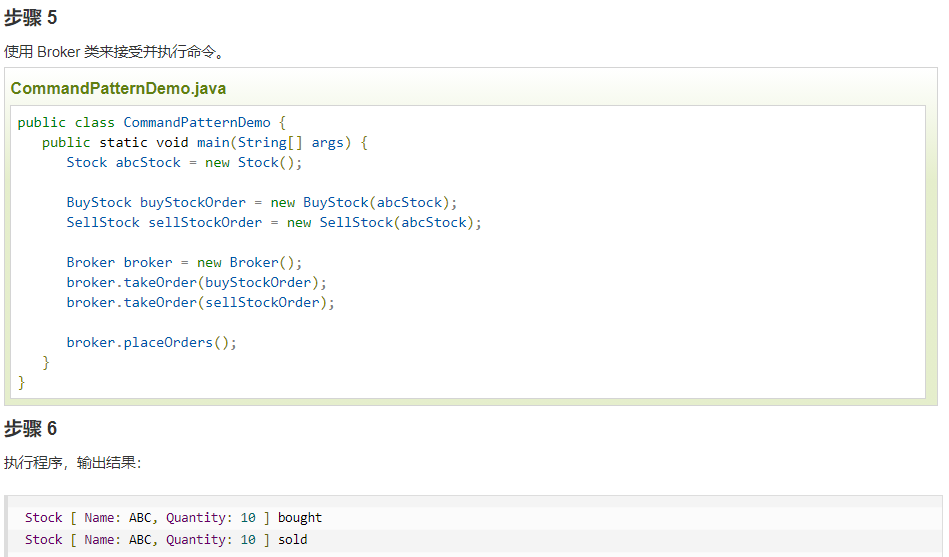 步骤 5
使用 Broker 类来接受并执行命令。
CommandPatternDemo.java
public class CommandPatternDemo {
   public static void main(String[] args) {
      Stock abcStock = new Stock();

      BuyStock buyStockOrder = new BuyStock(abcStock);
      SellStock sellStockOrder = new SellStock(abcStock);

      Broker broker = new Broker();
      broker.takeOrder(buyStockOrder);
      broker.takeOrder(sellStockOrder);

      broker.placeOrders();
   }
}
步骤 6
执行程序，输出结果：
Stock [ Name: ABC, Quantity: 10 ] bought
Stock [ Name: ABC, Quantity: 10 ] sold